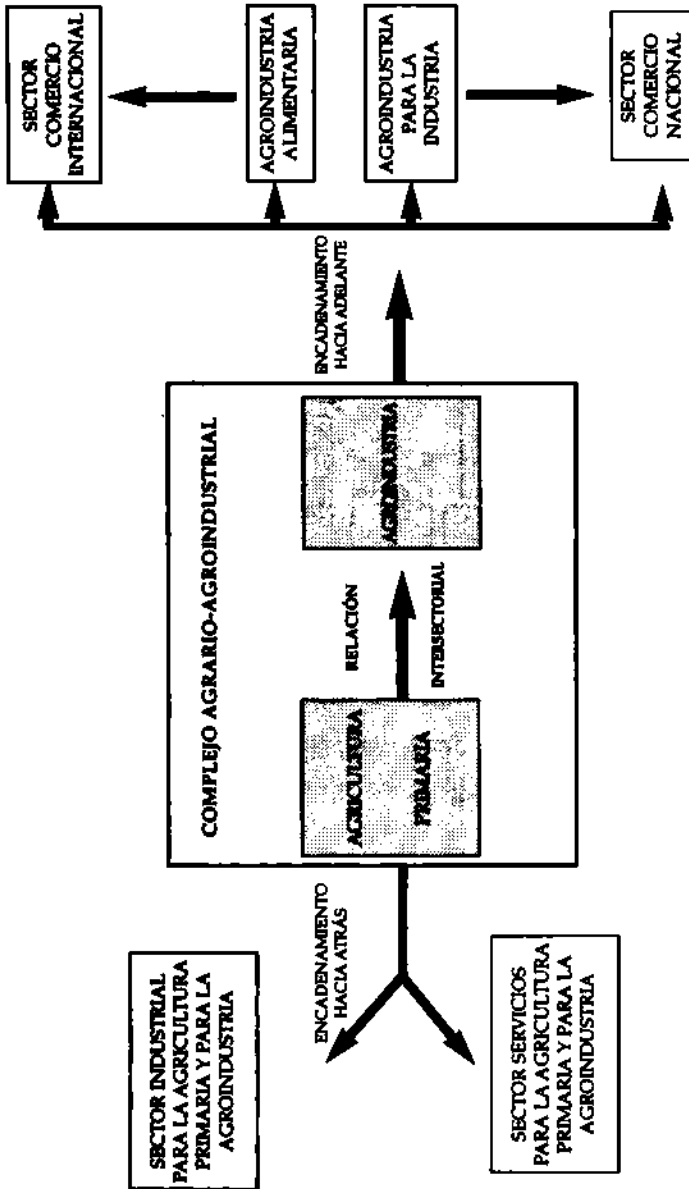 SECTOR INDUSTRIAL
PARA LA AGRICULTURA
PRIMARIA Y PARA LA
AGROINDUSTRIA
SECTOR SERVICIOS
PARA LA AGRICULTURA
PRIMARIA Y PARA LA
AGROINDUSTRIA
ENCADENAMIENTO
HACIA ATRÁS
COMPLEJO AGRARIO-AGROINDUSTRIAL
AGRICULTURA
PRIMARIA
RELACIÓN
INTERSECTORIAL
AGROINDUSTRIA
ENCADENAMIENTO
HACIA ADELANTE
SECTOR
COMERCIO
INTERNACIONAL
AGROINDUSTRIA
ALIMENTARIA
AGROINDUSTRIA
PARA LA
INDUSTRIA
SECTOR
COMERCIO
NACIONAL